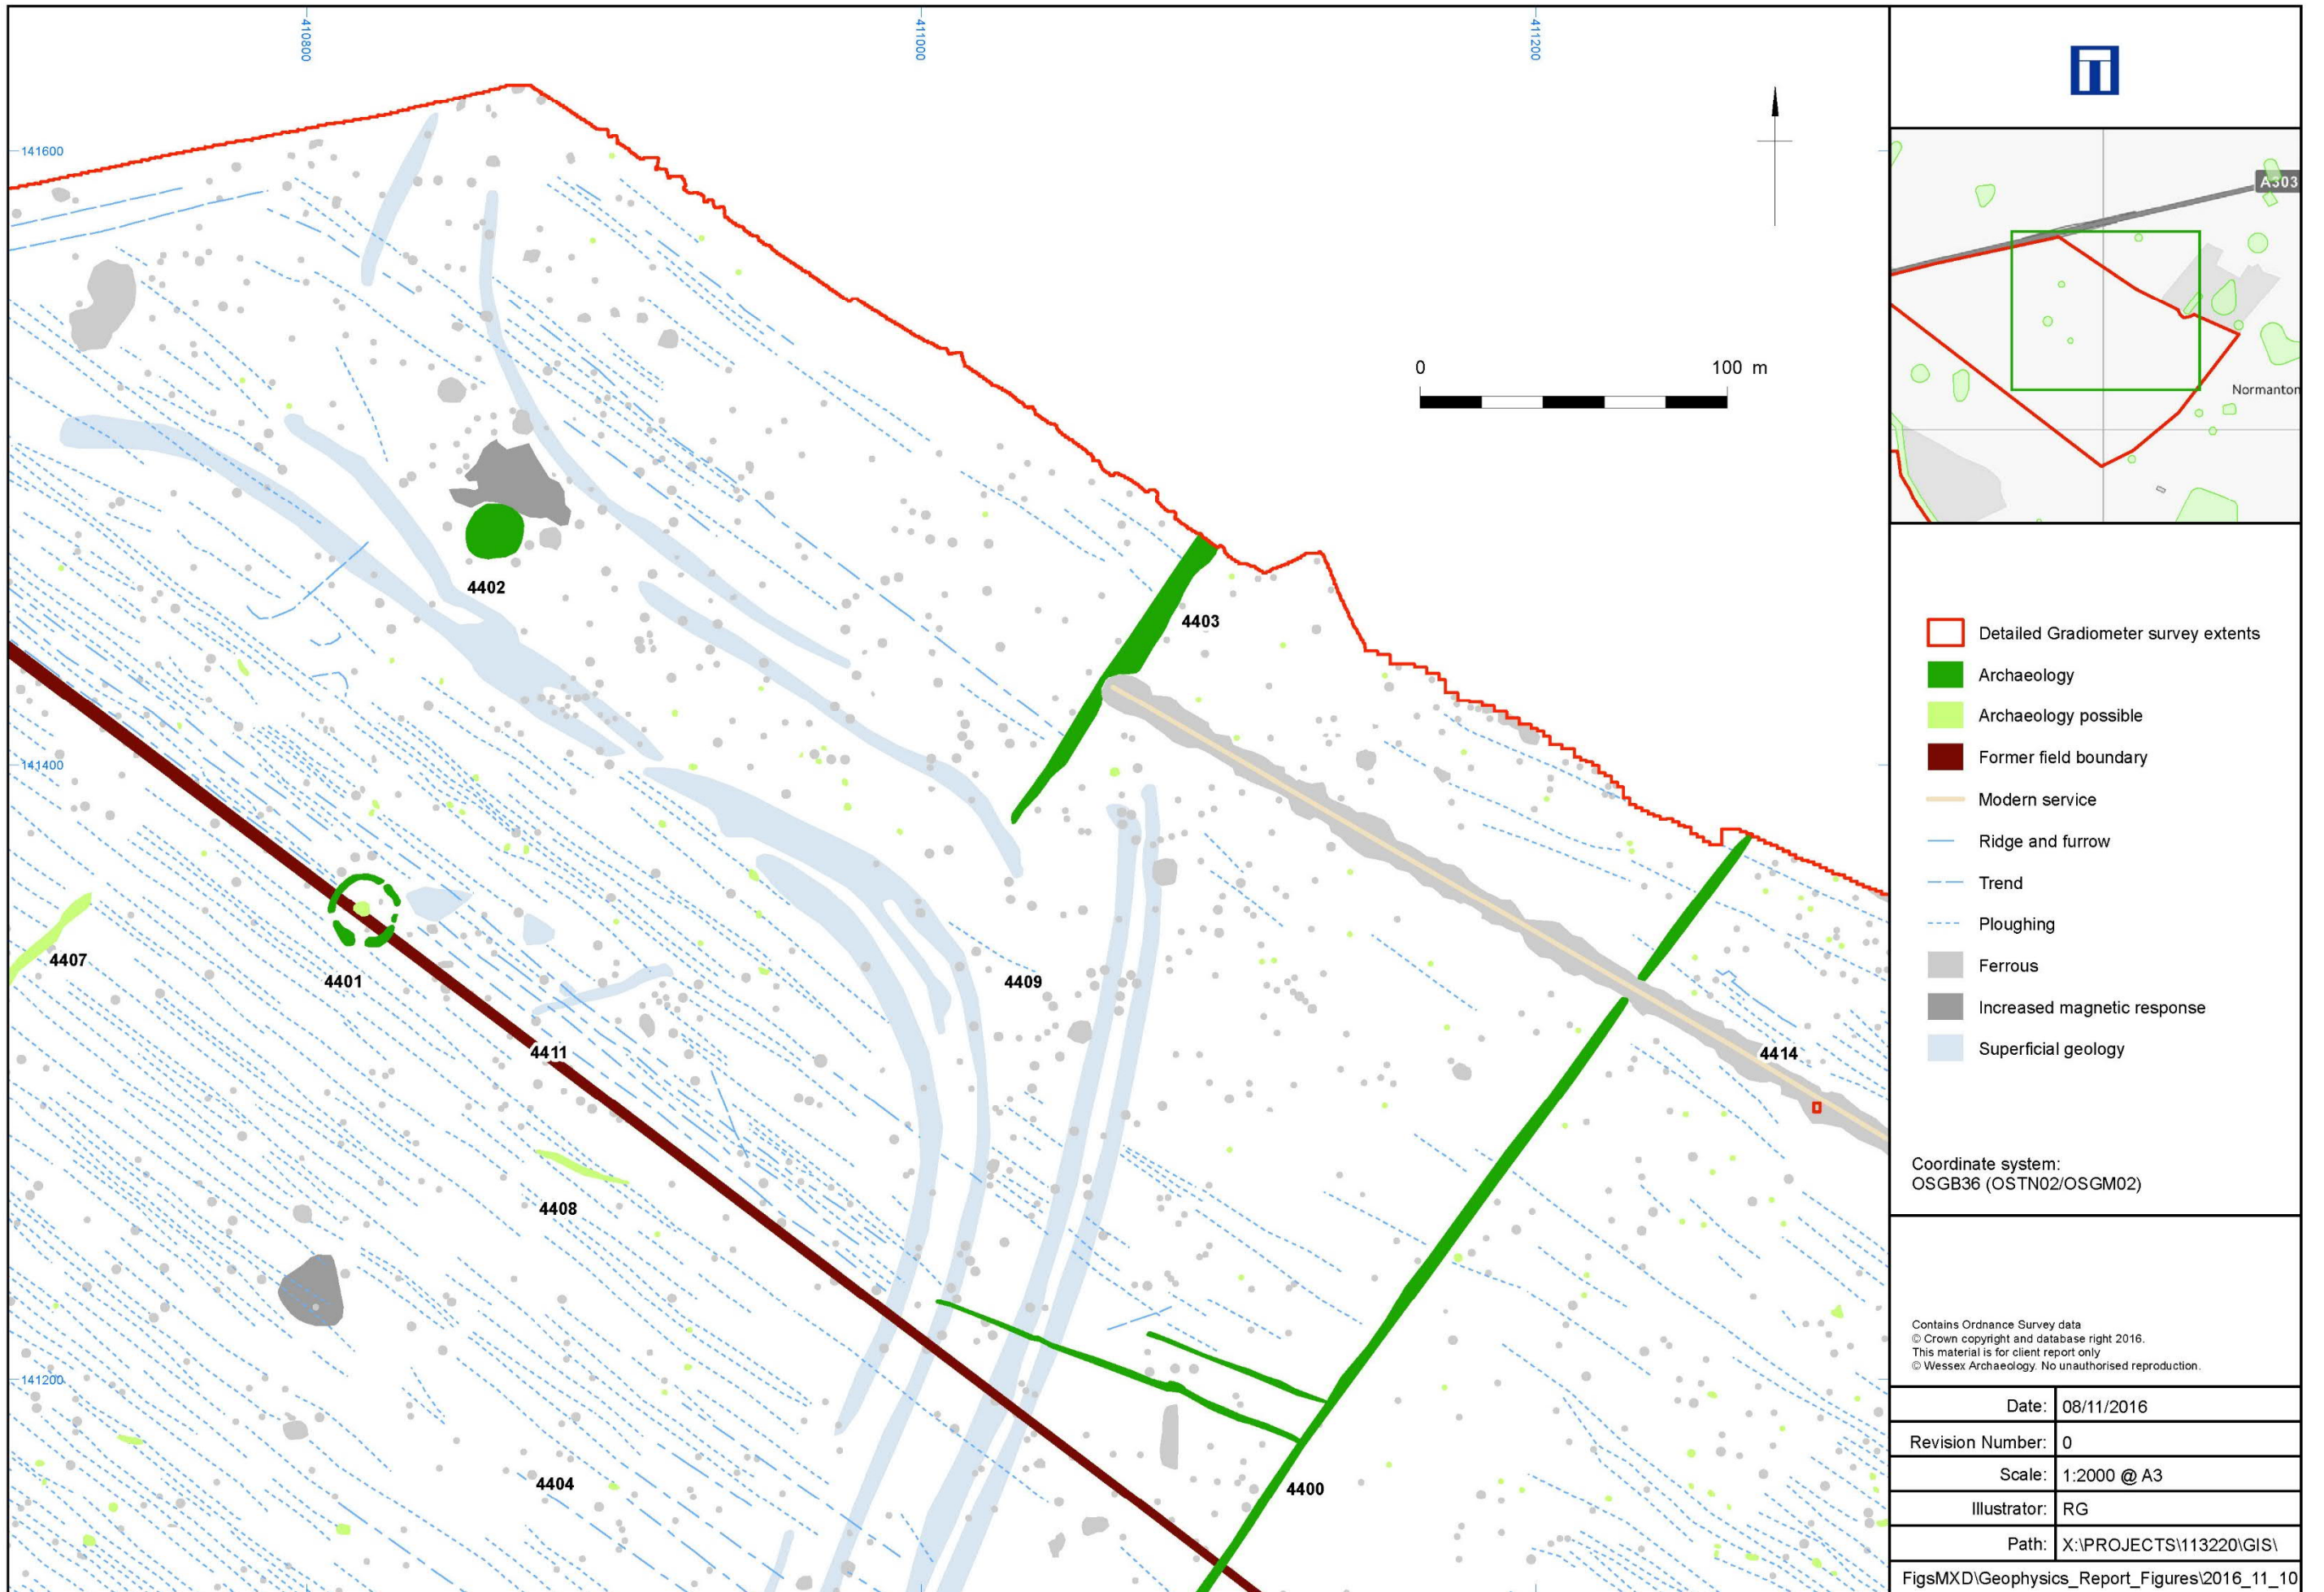 410800
411000
411200
141600
141400
141200
0
100 m
4402
4403
4407
4401
4409
4411
4414
4408
4404
4400
A303
Normanton
Detailed Gradiometer survey extents
Archaeology
Archaeology possible
Former field boundary
Modern service
Ridge and furrow
Trend
Ploughing
Ferrous
Increased magnetic response
Superficial geology
Coordinate system:
OSGB36 (OSTN02/OSGM02)
Contains Ordnance Survey data
© Crown copyright and database right 2016.
This material is for client report only
© Wessex Archaeology. No unauthorised reproduction.
Date: 08/11/2016
Revision Number: 0
Scale: 1:2000 @ A3
Illustrator: RG
Path: X:\PROJECTS\113220\GIS\
FigsMXD\Geophysics_Report_Figures\2016_11_10